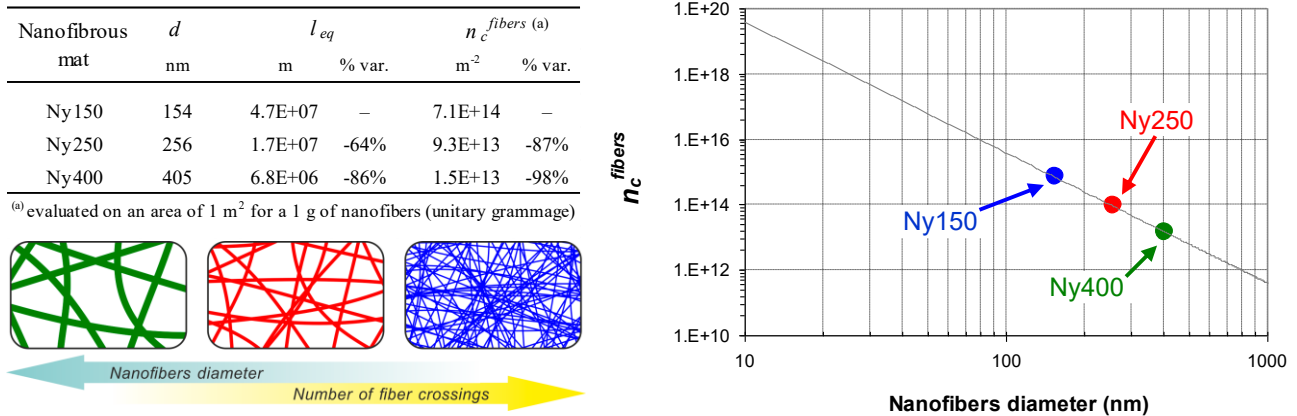 Nanofibrous mat d l eq n c fibers (a)
nm m % var. m-2 % var.
Ny150 154 4.7E+07 – 7.1E+14 –
Ny250 256 1.7E+07 -64% 9.3E+13 -87%
Ny400 405 6.8E+06 -86% 1.5E+13 -98%
(a) evaluated on an area of 1 m2 for a 1 g of nanofibers (unitary grammage)
Nanofibers diameter
Number of fiber crossings
1.E+20
1.E+18
1.E+16
1.E+14
1.E+12
1.E+10
nc fibers
Ny250
Ny150
Ny400
10 100 1000
Nanofibers diameter (nm)